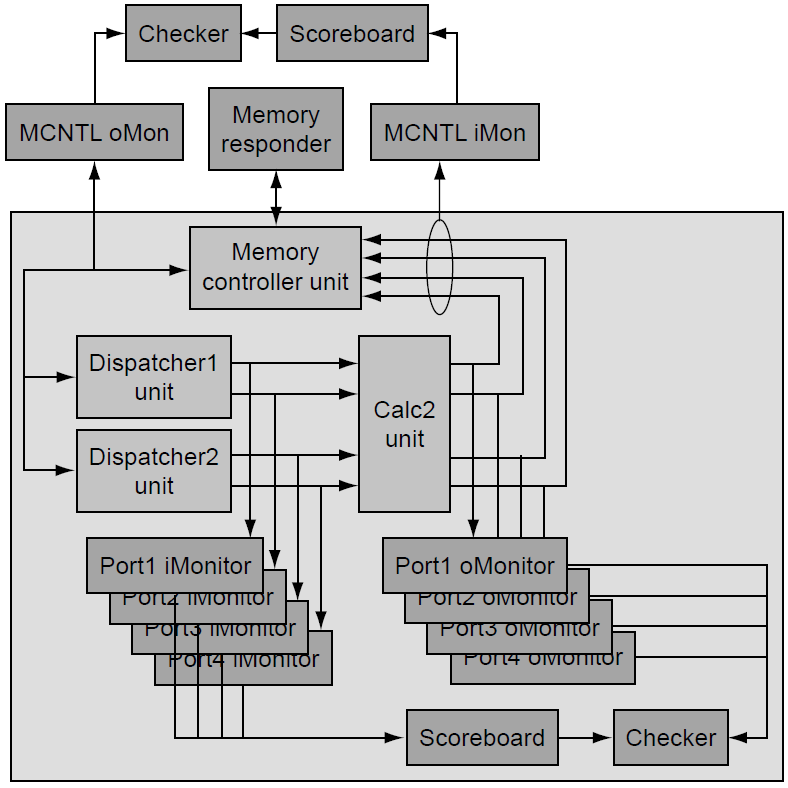 Checker
Scoreboard
MCNTL oMon
Memory
responder
MCNTL iMon
Memory
controller unit
Dispatcher1
unit
Dispatcher2
unit
Calc2
unit
Port1 iMonitor
Port2 iMonitor
Port3 iMonitor
Port4 iMonitor
Port1 oMonitor
Port2 oMonitor
Port3 oMonitor
Port4 oMonitor
Scoreboard
Checker